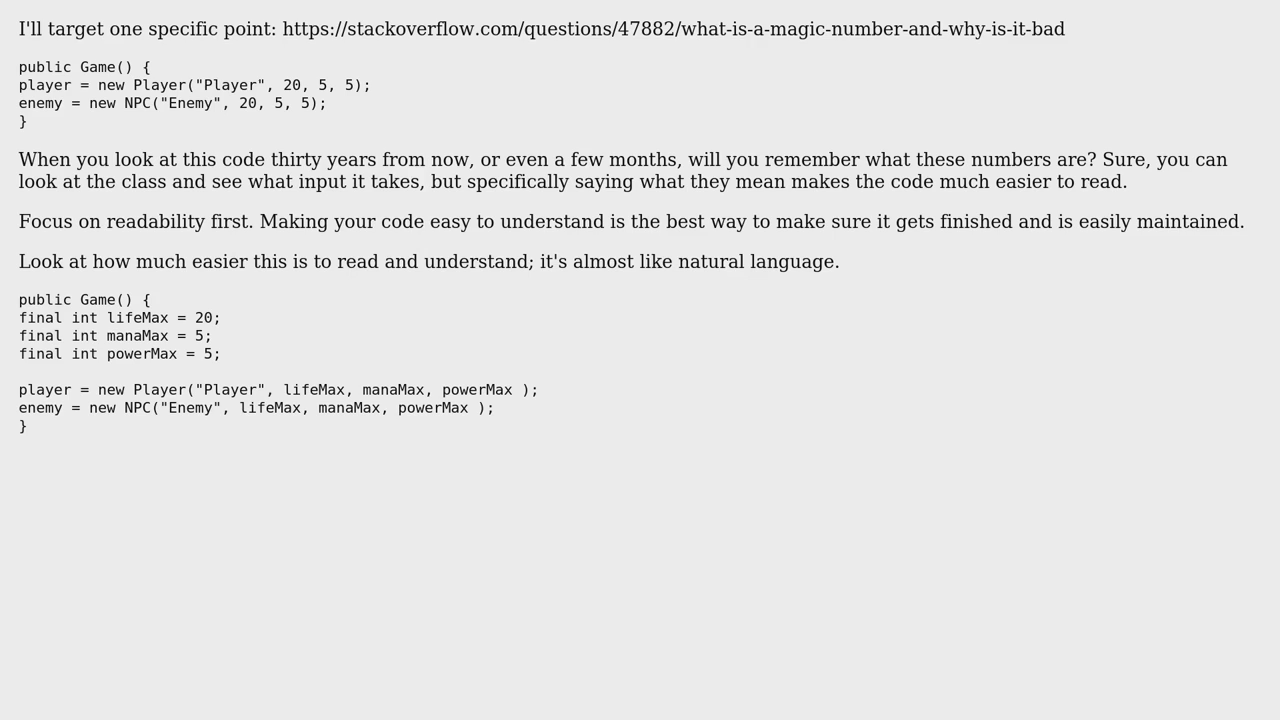 I'll target one specific point: https://stackoverflow.com/questions/47882/what-is-a-magic-number-and-why-is-it-bad
public Game() {
player = new Player("Player", 20, 5, 5);
enemy = new NPC("Enemy", 20, 5, 5);
}
When you look at this code thirty years from now, or even a few months, will you remember what these numbers are? Sure, you can
look at the class and see what input it takes, but specifically saying what they mean makes the code much easier to read.
Focus on readability first. Making your code easy to understand is the best way to make sure it gets finished and is easily maintained.
Look at how much easier this is to read and understand; it's almost like natural language.
public Game() {
final int lifeMax = 20;
final int manaMax = 5;
final int powerMax = 5;
player = new Player("Player", lifeMax, manaMax, powerMax );
enemy = new NPC("Enemy", lifeMax, manaMax, powerMax );
}